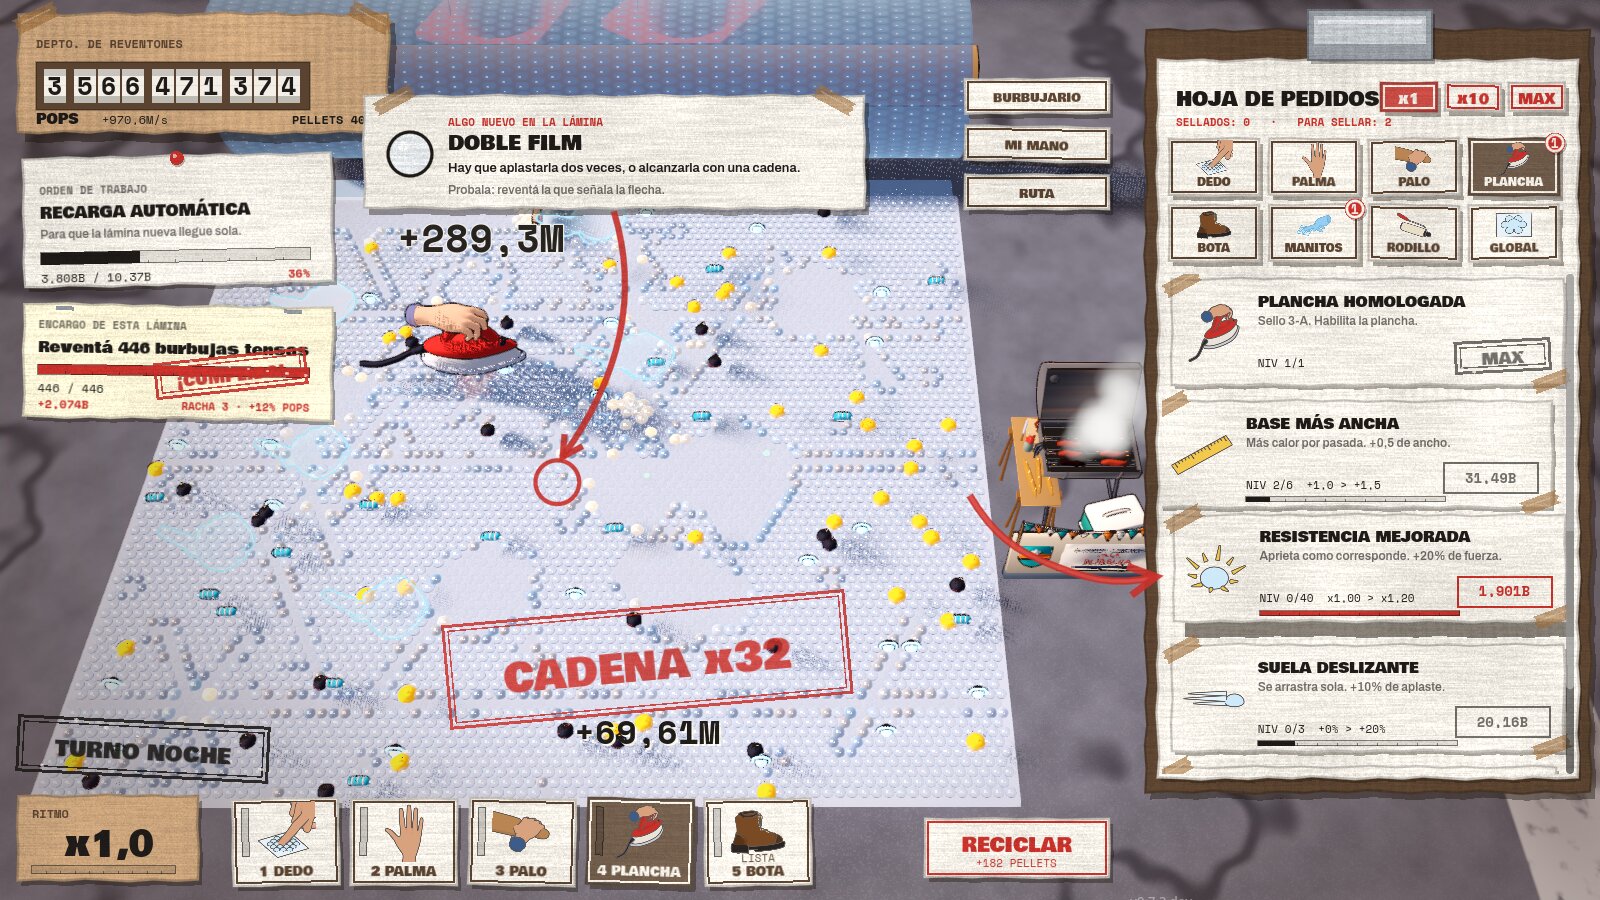 DEPTO. DE REVENTONES
3 566 471 374
POPS +970,6M/s PELLETS 40
ORDEN DE TRABAJO
RECARGA AUTOMÁTICA
Para que la lámina nueva llegue sola.
3,808B / 10,37B 36%
ENCARGO DE ESTA LÁMINA
Reventá 446 burbujas tensas
446 / 446
+2,074B RACHA 3 · +12% POPS
ALGO NUEVO EN LA LÁMINA
DOBLE FILM
Hay que aplastarla dos veces, o alcanzarla con una cadena.
Probala: reventá la que señala la flecha.
+289,3M
CADENA x32
+69,61M
TURNO NOCHE
RITMO
x1,0
1 DEDO
2 PALMA
3 PALO
4 PLANCHA
LISTA
5 BOTA
RECICLAR
+182 PELLETS
BURBUJARIO
MI MANO
RUTA
HOJA DE PEDIDOS x1 x10 MAX
SELLADOS: 0 · PARA SELLAR: 2
DEDO PALMA PALO PLANCHA 1
BOTA MANITOS 1 RODILLO GLOBAL
PLANCHA HOMOLOGADA
Sello 3-A. Habilita la plancha.
NIV 1/1 MAX
BASE MÁS ANCHA
Más calor por pasada. +0,5 de ancho.
NIV 2/6 +1.0 > +1.5 31,49B
RESISTENCIA MEJORADA
Aprieta como corresponde. +20% de fuerza.
NIV 0/40 x1.00 > x1.20 1,901B
SUELA DESLIZANTE
Se arrastra sola. +10% de aplaste.
NIV 0/3 +0% > +20% 20,16B